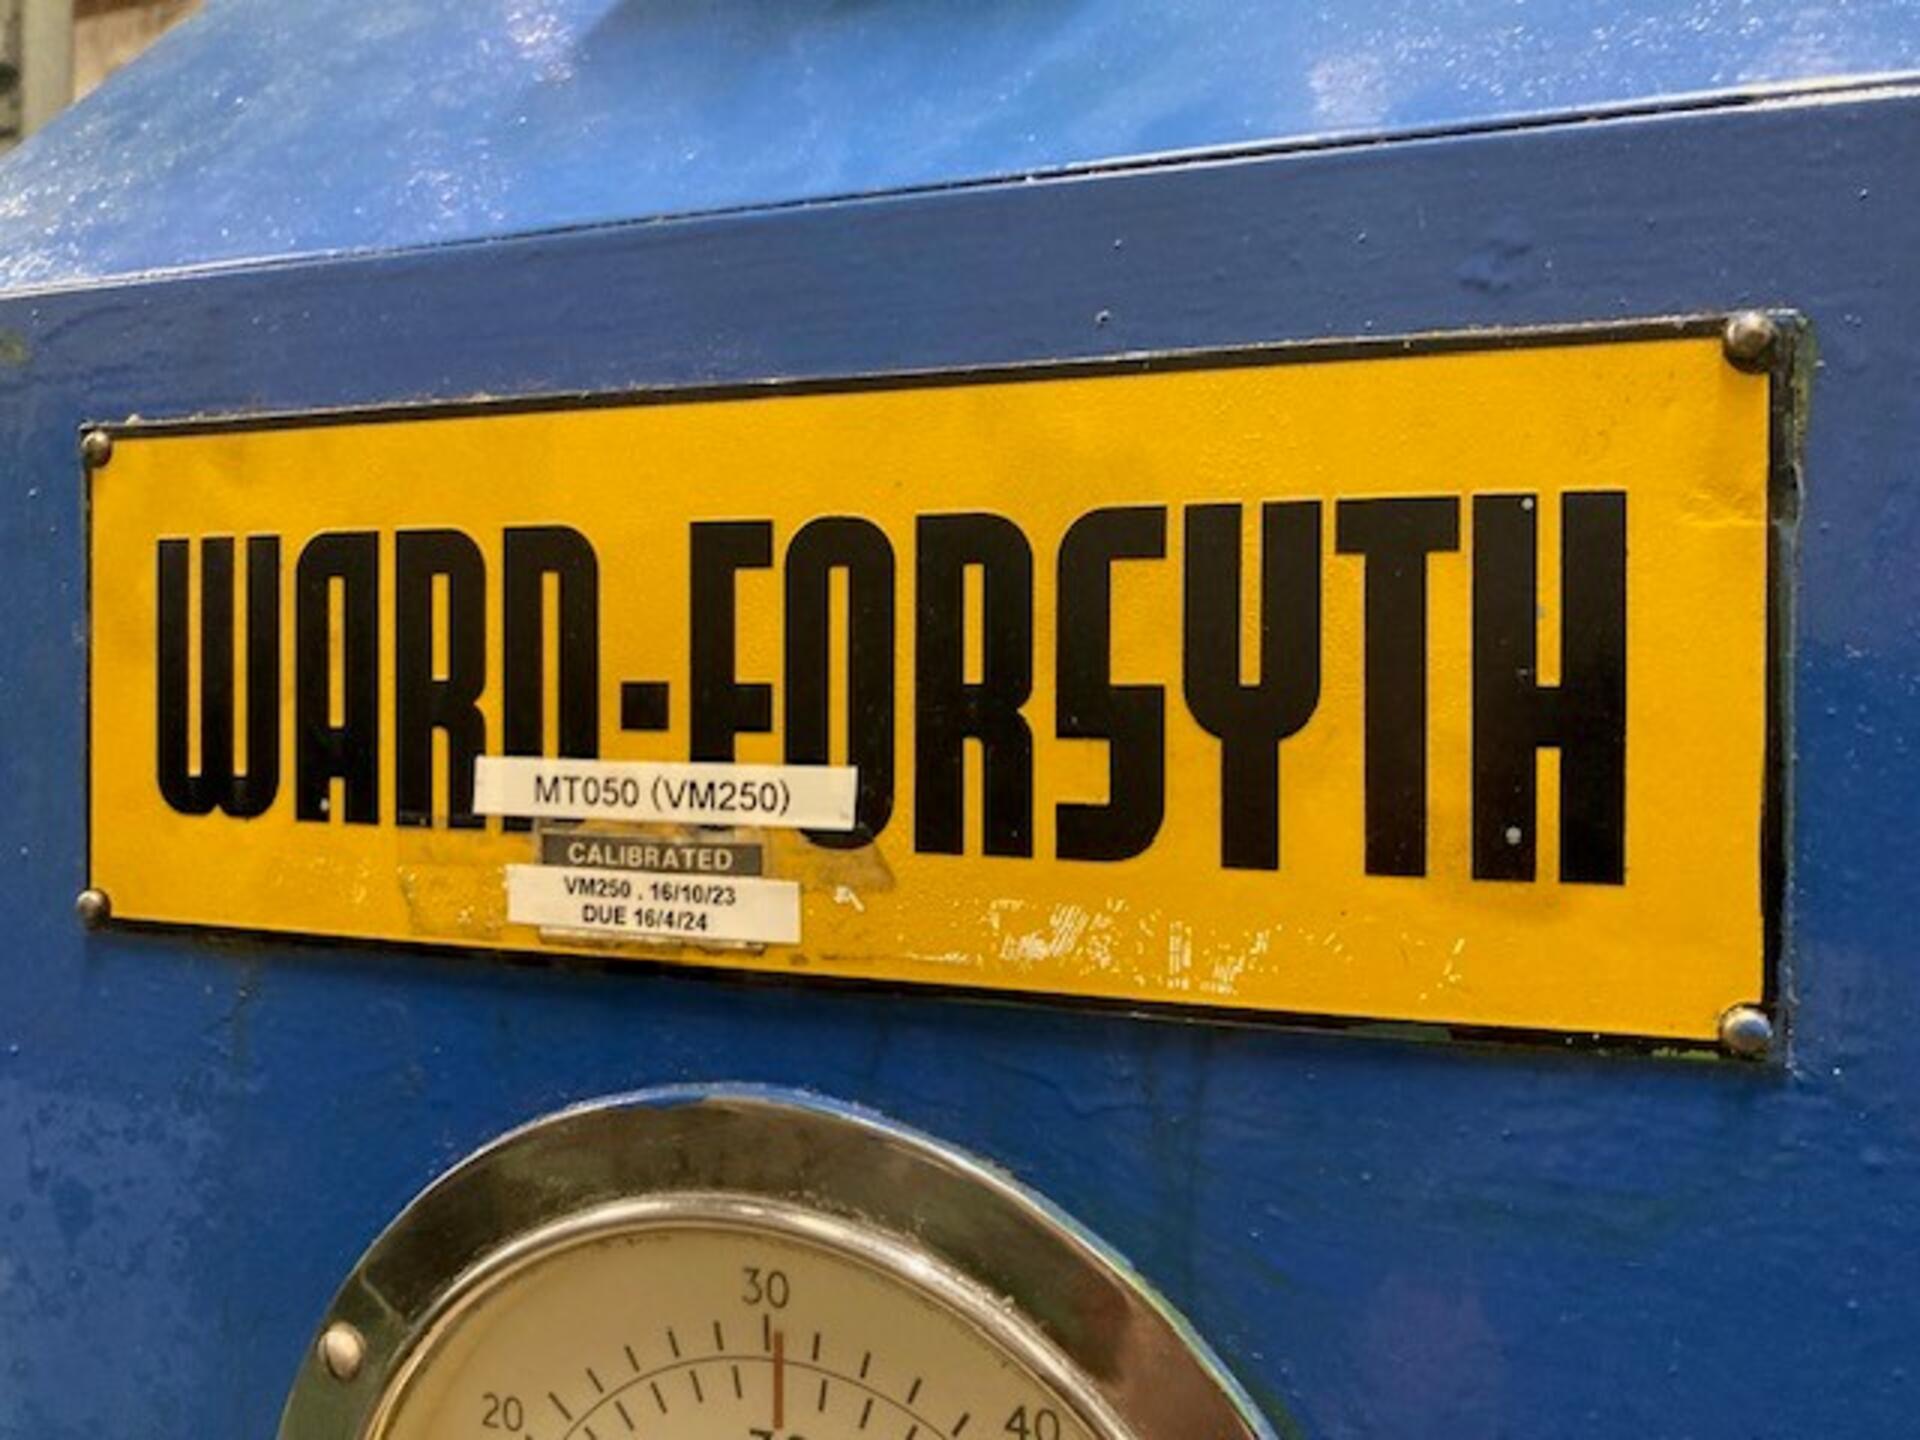 WARD-FORSYTH
MT050 (VM250)
CALIBRATED
VM250 . 16/10/23
DUE 16/4/24
30
20
40